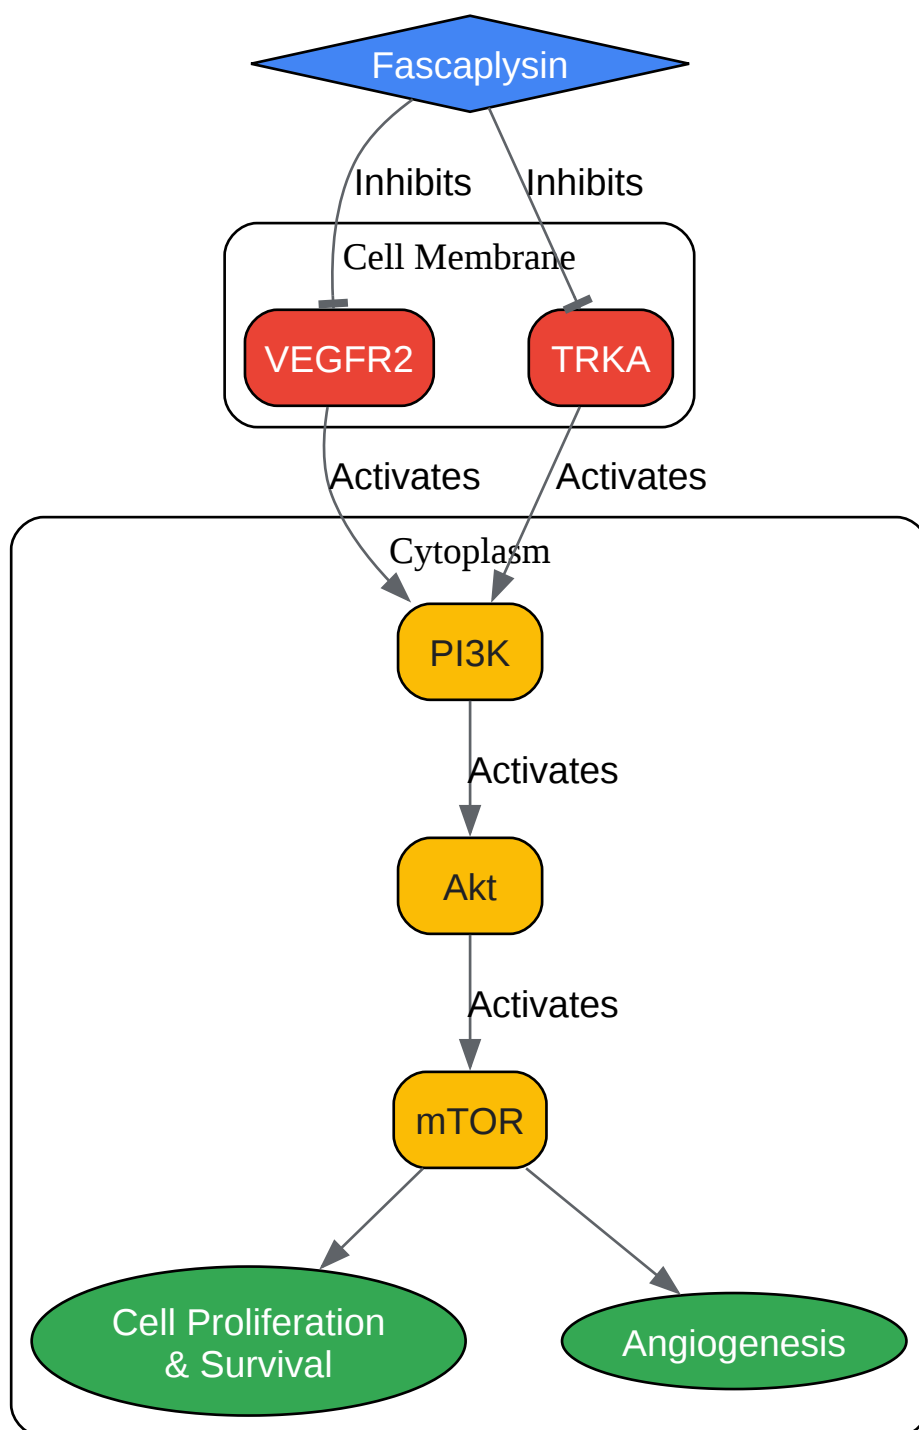 Fascaplysin
Inhibits
Inhibits
Cell Membrane
VEGFR2
TRKA
Activates
Activates
Cytoplasm
PI3K
Activates
Akt
Activates
mTOR
Cell Proliferation
& Survival
Angiogenesis